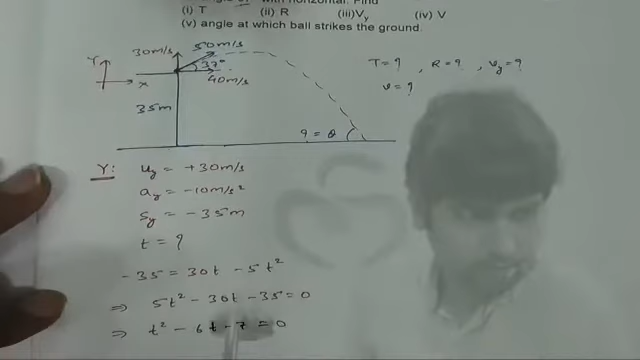 with horizontal. Find
(i) T (ii) R (iii)Vy (iv) V
(v) angle at which ball strikes the ground.
30m/s 50m/s
Y 37° T=? , R=? , vy=?
X 40m/s v=?
35m
? = θ
Y: uy = +30m/s
ay = -10m/s²
sy = -35m
t = ?
-35 = 30t - 5t²
⇒ 5t² - 30t - 35 = 0
⇒ t² - 6t - 7 = 0